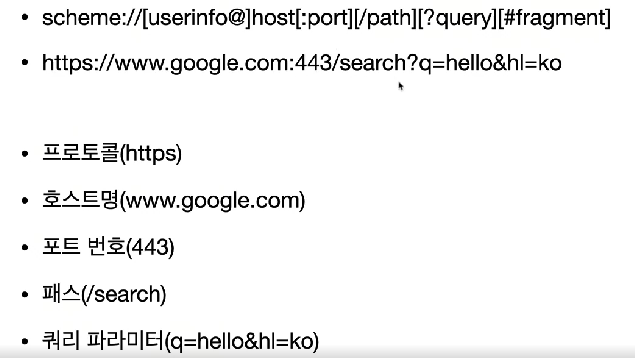 • scheme://[userinfo@]host[:port][/path][?query][#fragment]
• https://www.google.com:443/search?q=hello&hl=ko
• 프로토콜(https)
• 호스트명(www.google.com)
• 포트 번호(443)
• 패스(/search)
• 쿼리 파라미터(q=hello&hl=ko)